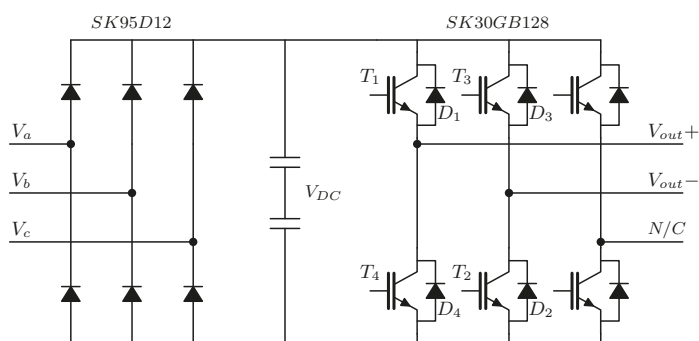 SK95D12
SK30GB128
T1
D1
T3
D3
Va
Vout+
Vb
VDC
Vout−
Vc
N/C
T4
D4
T2
D2